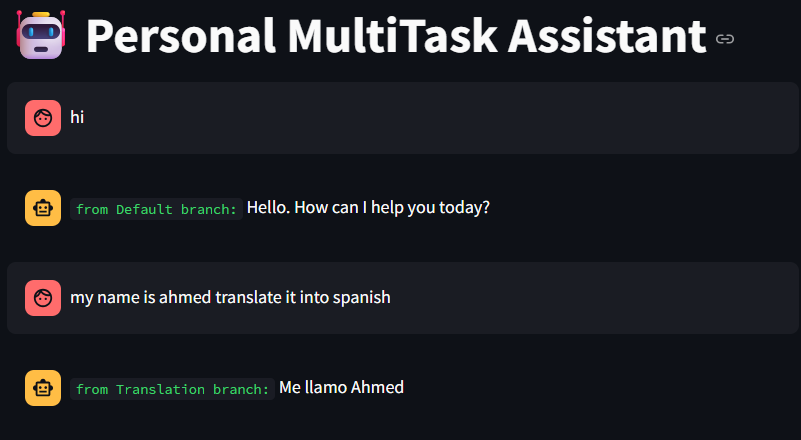 Personal MultiTask Assistant
hi
from Default branch: Hello. How can I help you today?
my name is ahmed translate it into spanish
from Translation branch: Me llamo Ahmed